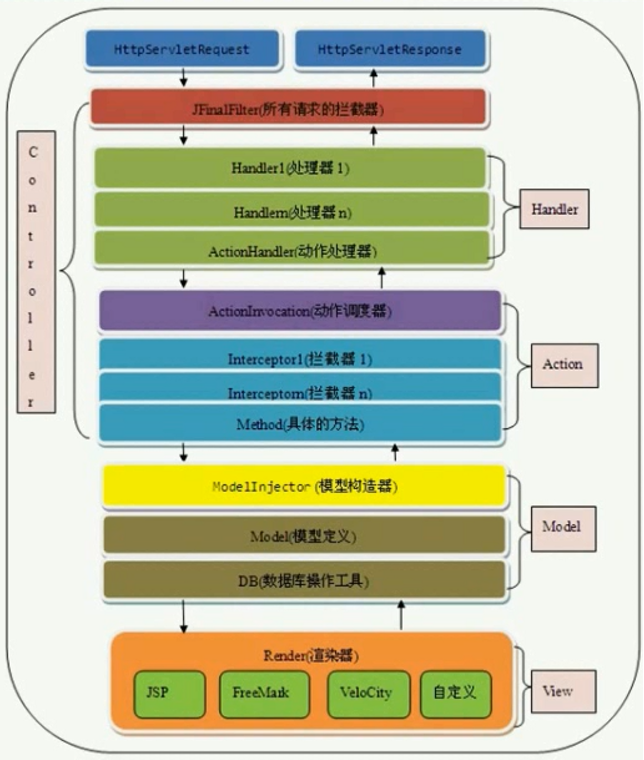 HttpServletRequest
HttpServletResponse
JFinalFilter(所有请求的拦截器)
Controller
Handler1(处理器 1)
Handlern(处理器 n)
ActionHandler(动作处理器)
Handler
ActionInvocation(动作调度器)
Interceptor1(拦截器 1)
Interceptorn(拦截器 n)
Method(具体的方法)
Action
ModelInjector (模型构造器)
Model(模型定义)
DB(数据库操作工具)
Model
Render(渲染器)
JSP
FreeMark
VeloCity
自定义
View